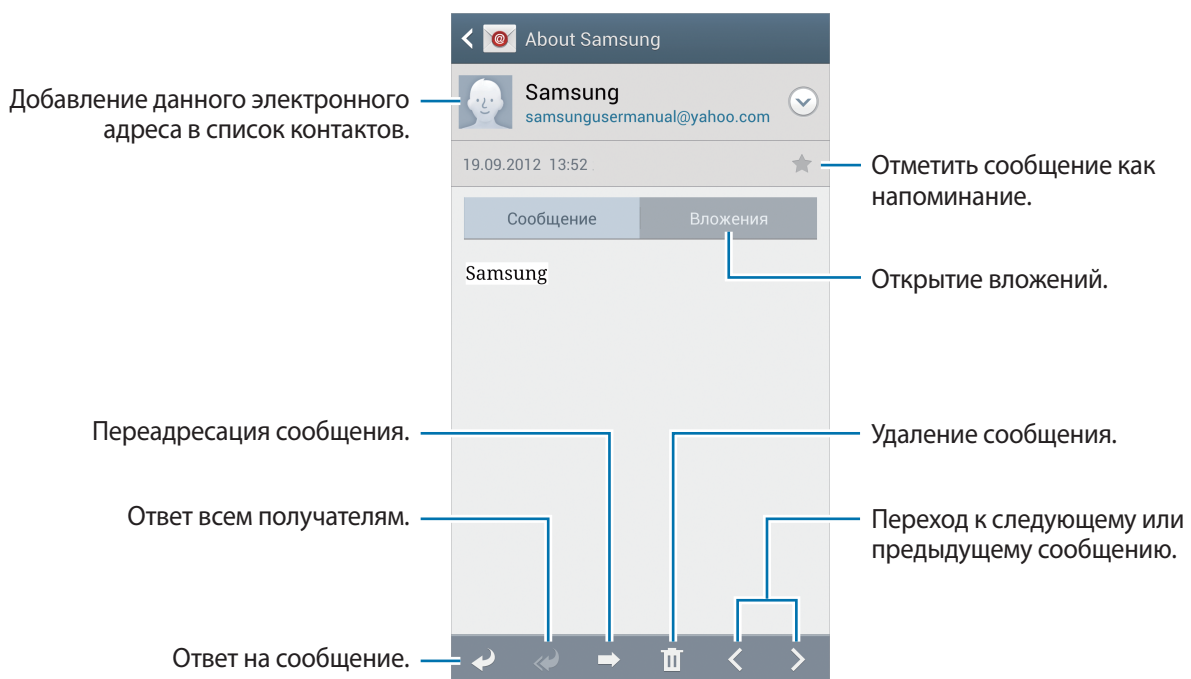 About Samsung
Добавление данного электронного
адреса в список контактов.
Samsung
samsungusermanual@yahoo.com
19.09.2012 13:52
Отметить сообщение как
напоминание.
Сообщение
Вложения
Samsung
Открытие вложений.
Переадресация сообщения.
Удаление сообщения.
Ответ всем получателям.
Переход к следующему или
предыдущему сообщению.
Ответ на сообщение.